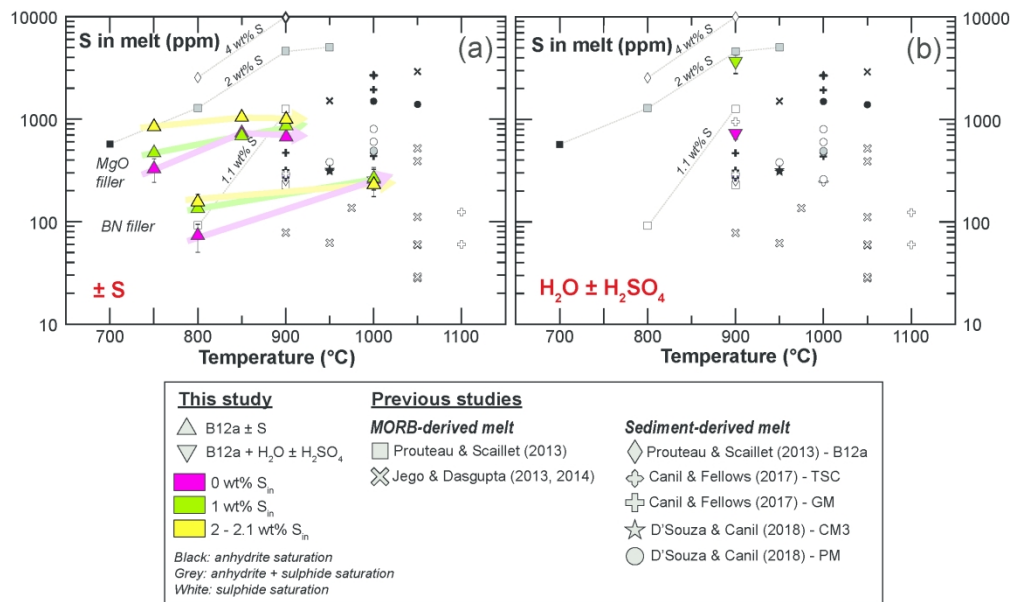 10000
1000
100
10
S in melt (ppm)
(a)
4 wt% S
2 wt% S
1.1 wt% S
MgO
filler
BN filler
± S
700 800 900 1000 1100
Temperature (°C)
S in melt (ppm)
(b)
4 wt% S
2 wt% S
1.1 wt% S
H₂O ± H₂SO₄
700 800 900 1000 1100
Temperature (°C)
10000
1000
100
10
This study
B12a ± S
B12a + H₂O ± H₂SO₄
0 wt% Sᵢₙ
1 wt% Sᵢₙ
2 - 2.1 wt% Sᵢₙ
Black: anhydrite saturation
Grey: anhydrite + sulphide saturation
White: sulphide saturation
Previous studies
MORB-derived melt
Prouteau & Scaillet (2013)
Jego & Dasgupta (2013, 2014)
Sediment-derived melt
Prouteau & Scaillet (2013) - B12a
Canil & Fellows (2017) - TSC
Canil & Fellows (2017) - GM
D'Souza & Canil (2018) - CM3
D'Souza & Canil (2018) - PM